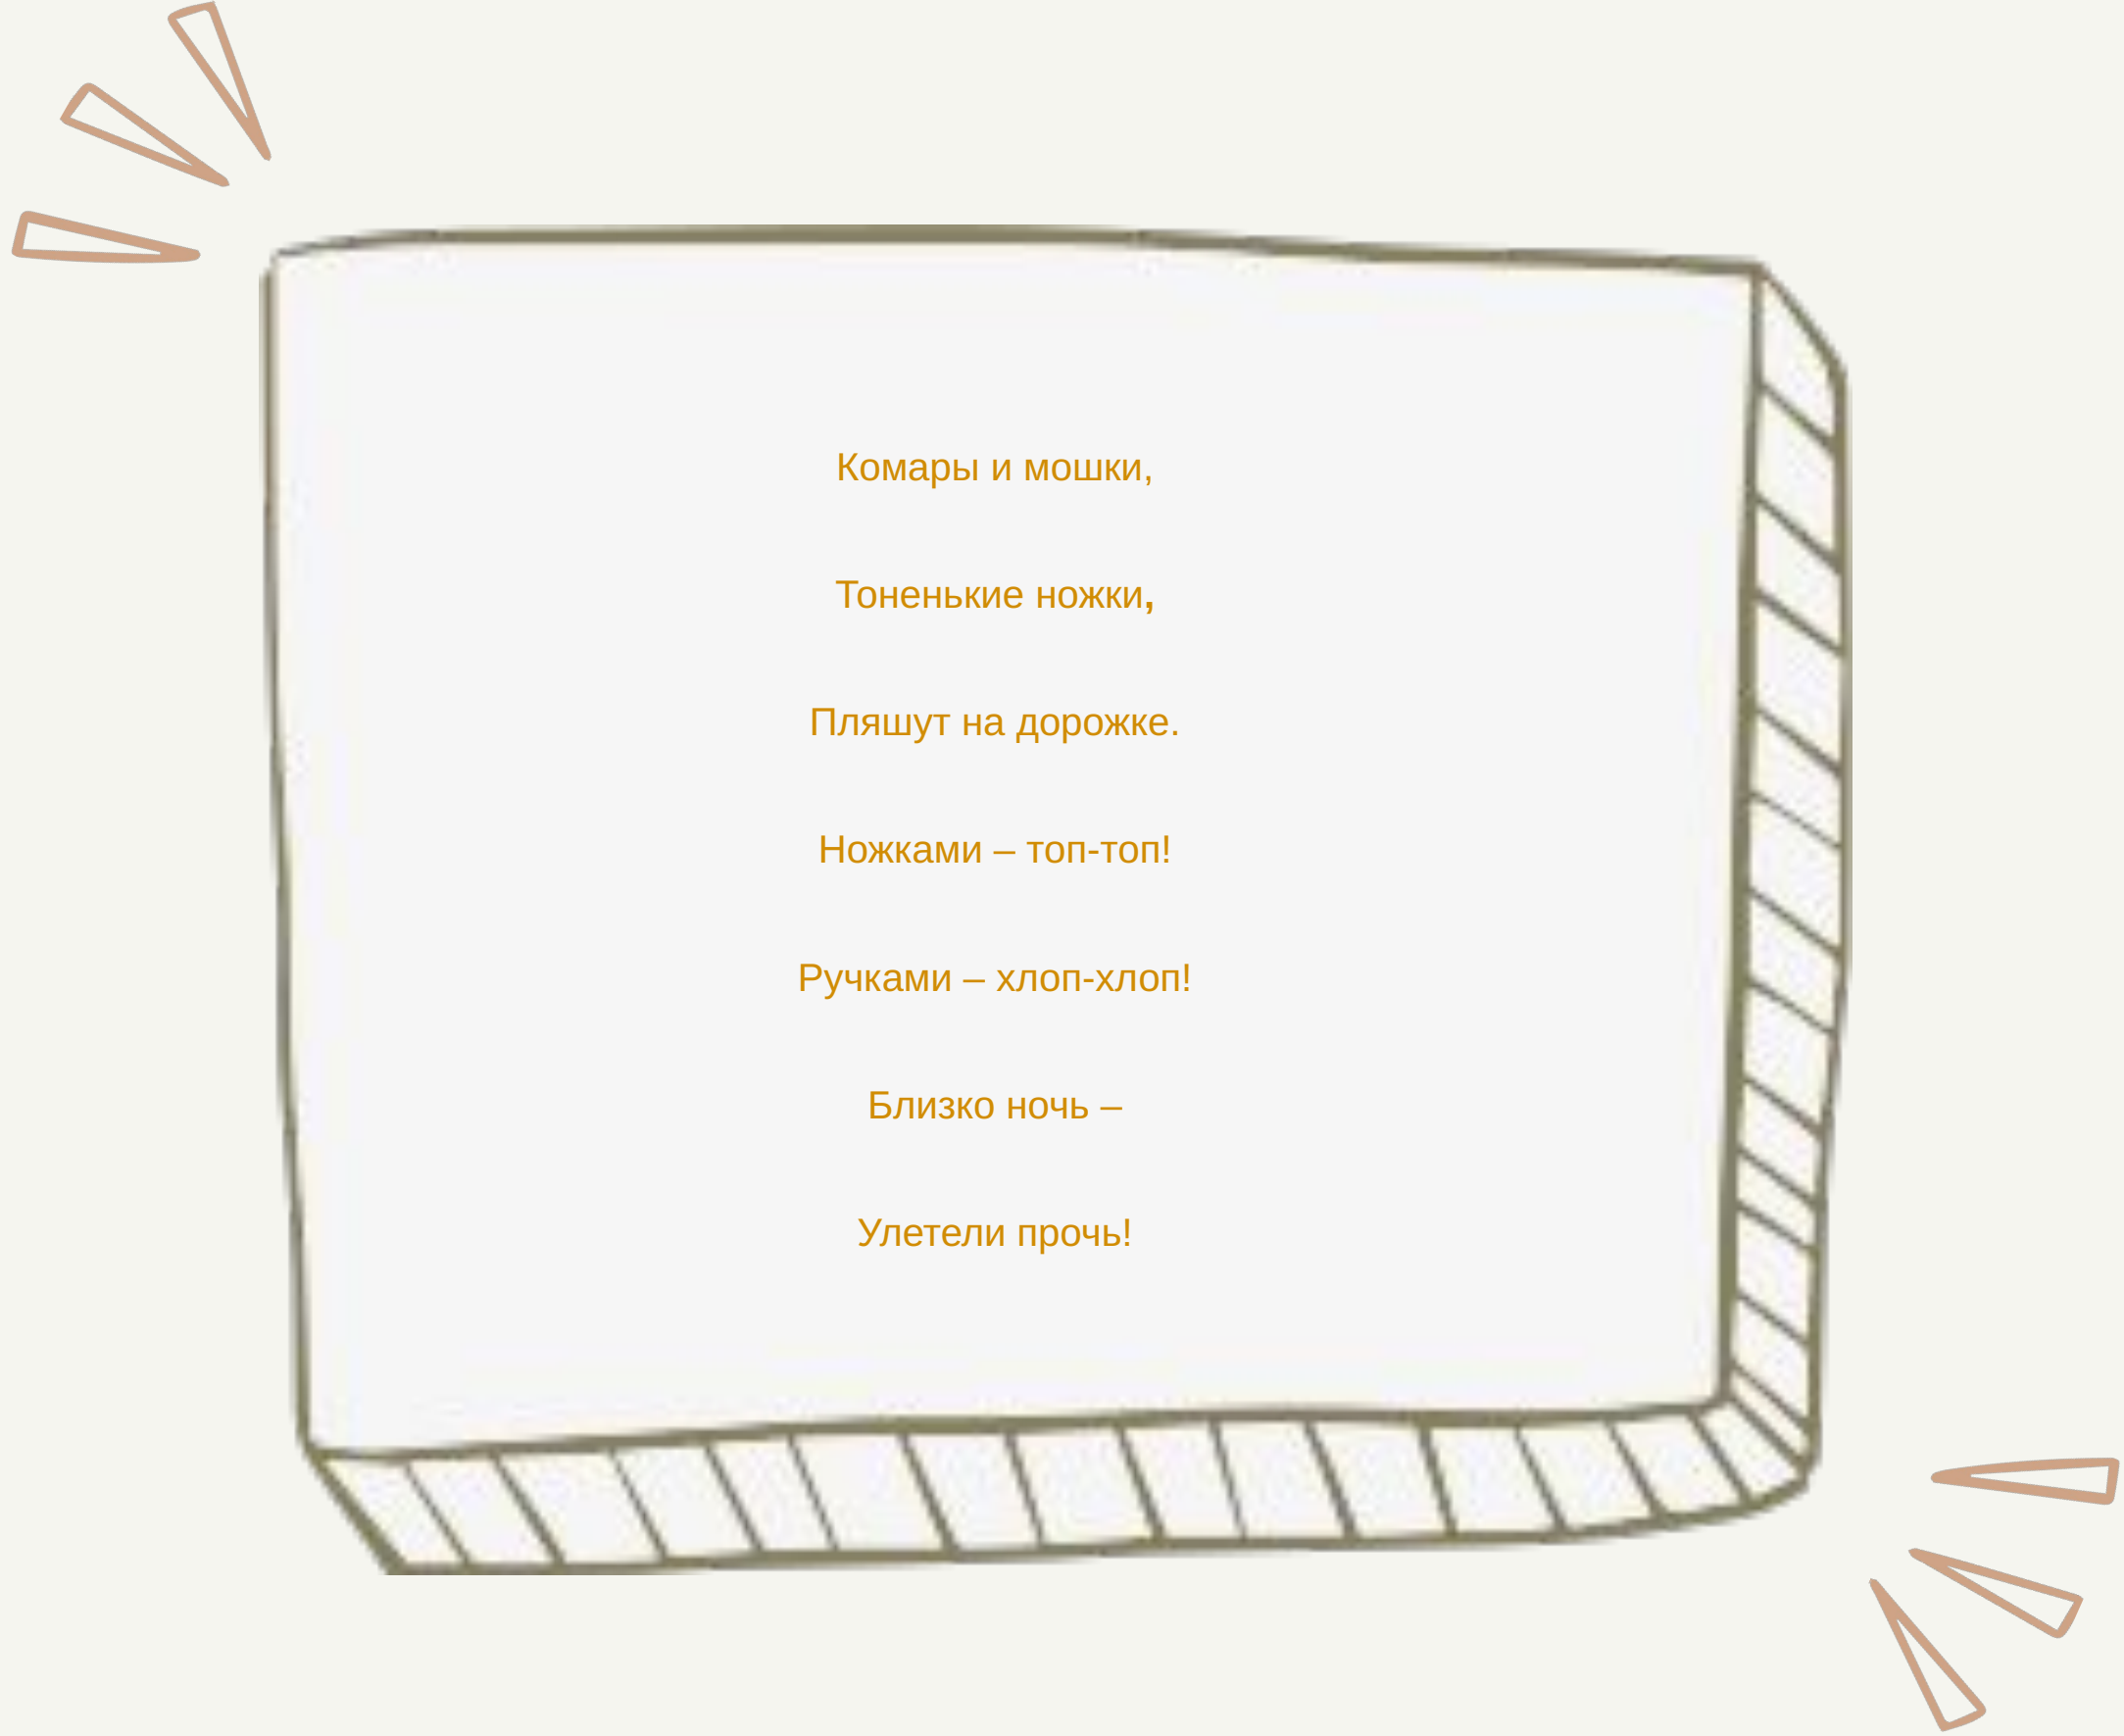 Комары и мошки,
Тоненькие ножки,
Пляшут на дорожке.
Ножками – топ-топ!
Ручками – хлоп-хлоп!
Близко ночь –
Улетели прочь!